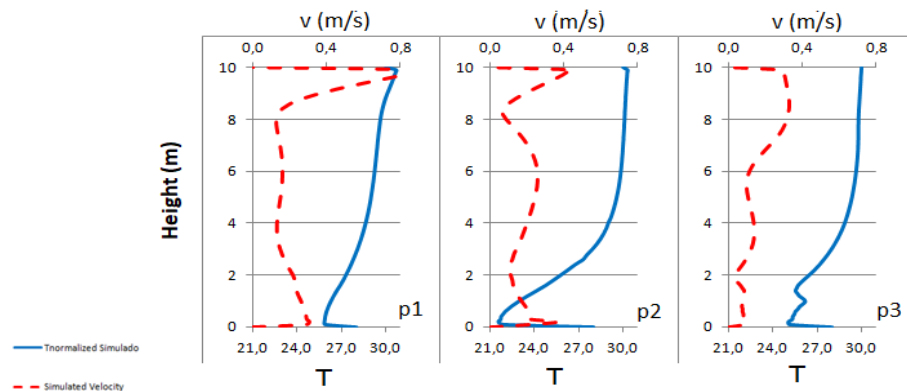 v (m/s) v (m/s) v (m/s)
0,0 0,4 0,8 0,0 0,4 0,8 0,0 0,4 0,8
10 10 10
8 8 8
6 6 6
Height (m)
4 4 4
2 2 2
p1 p2 p3
0 0 0
21,0 24,0 27,0 30,0 21,0 24,0 27,0 30,0 21,0 24,0 27,0 30,0
T T T
Tnormalized Simulado
Simulated Velocity